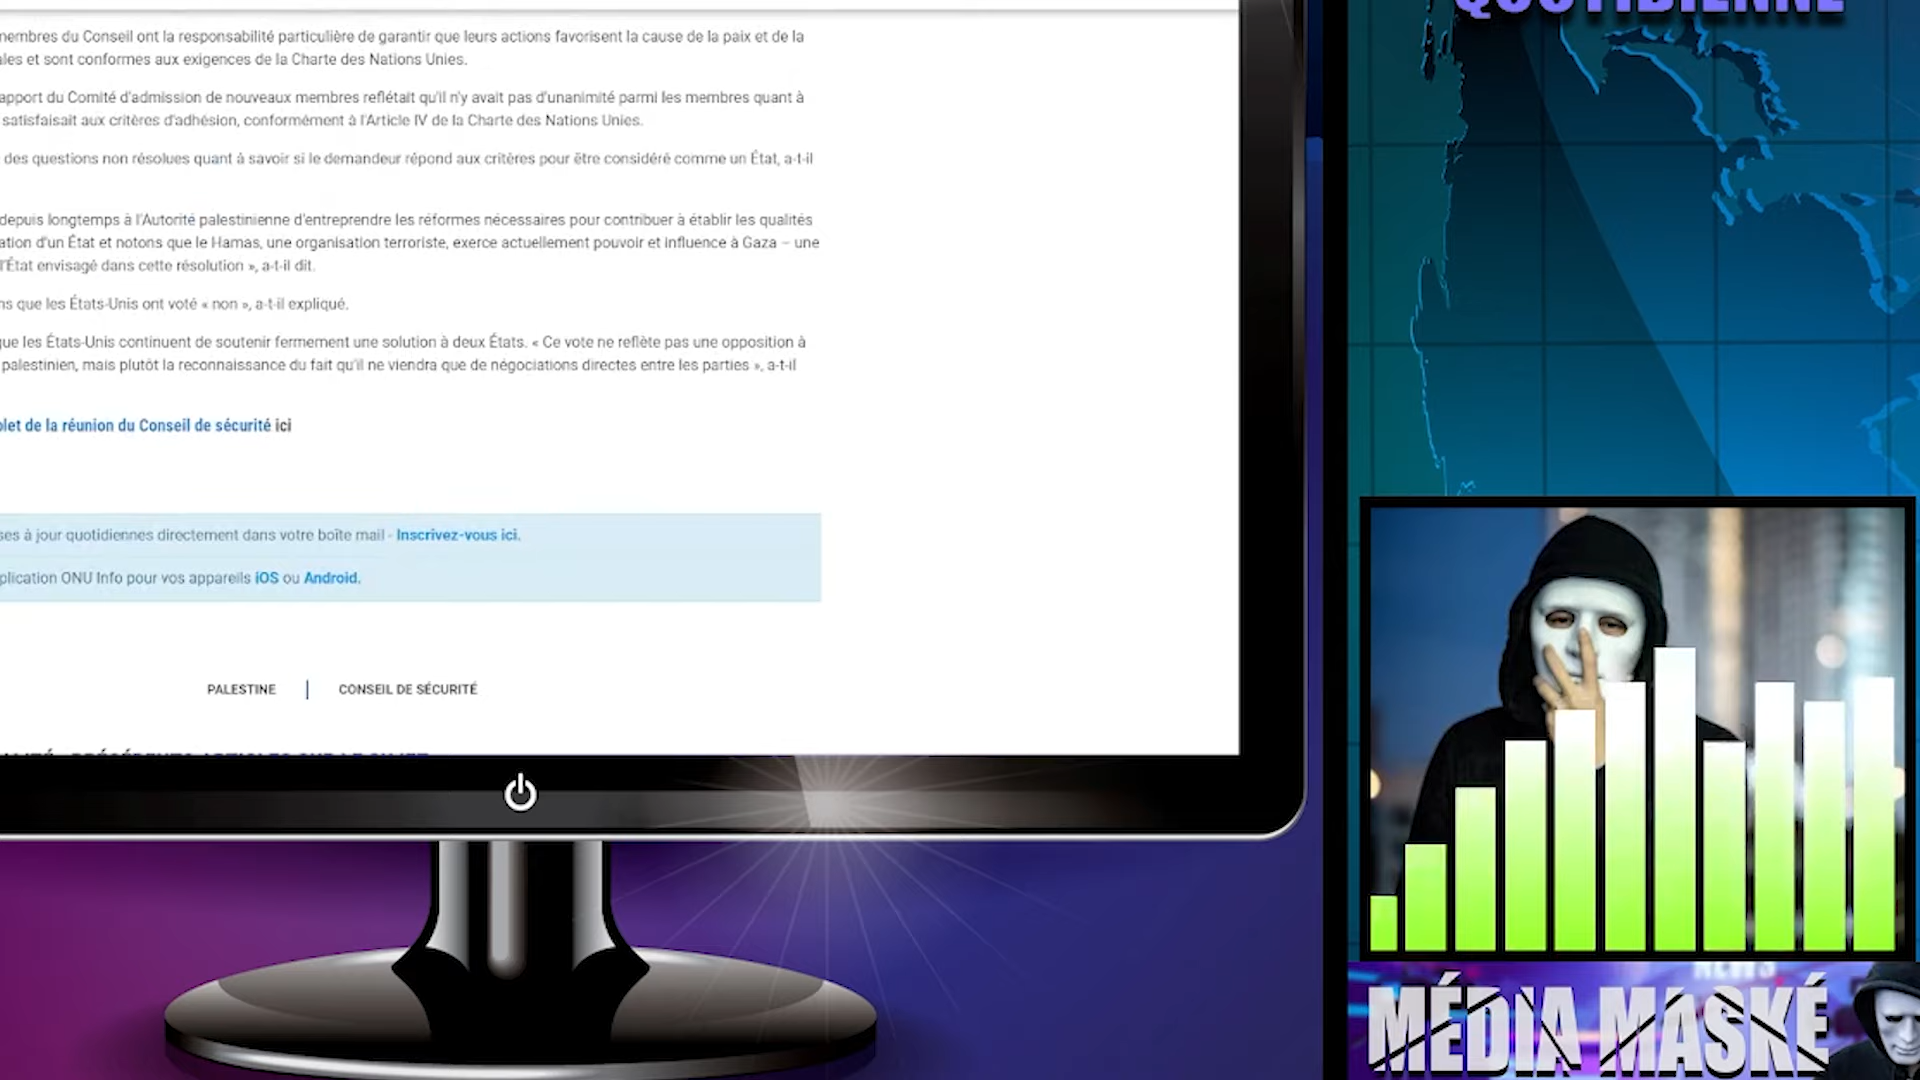 QUOTIDIENNE
membres du Conseil ont la responsabilité particulière de garantir que leurs actions favorisent la cause de la paix et de la
et sont conformes aux exigences de la Charte des Nations Unies.
du Comité d'admission de nouveaux membres reflétait qu'il n'y avait pas d'unanimité parmi les membres quant à
satisfaisait aux critères d'adhésion, conformément à l'Article IV de la Charte des Nations Unies.
des questions non résolues quant à savoir si le demandeur répond aux critères pour être considéré comme un État, a-t-il
depuis longtemps à l'Autorité palestinienne d'entreprendre les réformes nécessaires pour contribuer à établir les qualités
d'un État et notons que le Hamas, une organisation terroriste, exerce actuellement pouvoir et influence à Gaza – une
l'État envisagé dans cette résolution », a-t-il dit.
que les États-Unis ont voté « non », a-t-il expliqué.
que les États-Unis continuent de soutenir fermement une solution à deux États. « Ce vote ne reflète pas une opposition à
palestinien, mais plutôt la reconnaissance du fait qu'il ne viendra que de négociations directes entre les parties », a-t-il
de la réunion du Conseil de sécurité ici
à jour quotidiennes directement dans votre boîte mail - Inscrivez-vous ici.
ONU Info pour vos appareils iOS ou Android.
PALESTINE | CONSEIL DE SÉCURITÉ
NEWS
MÉDIA MASKÉ